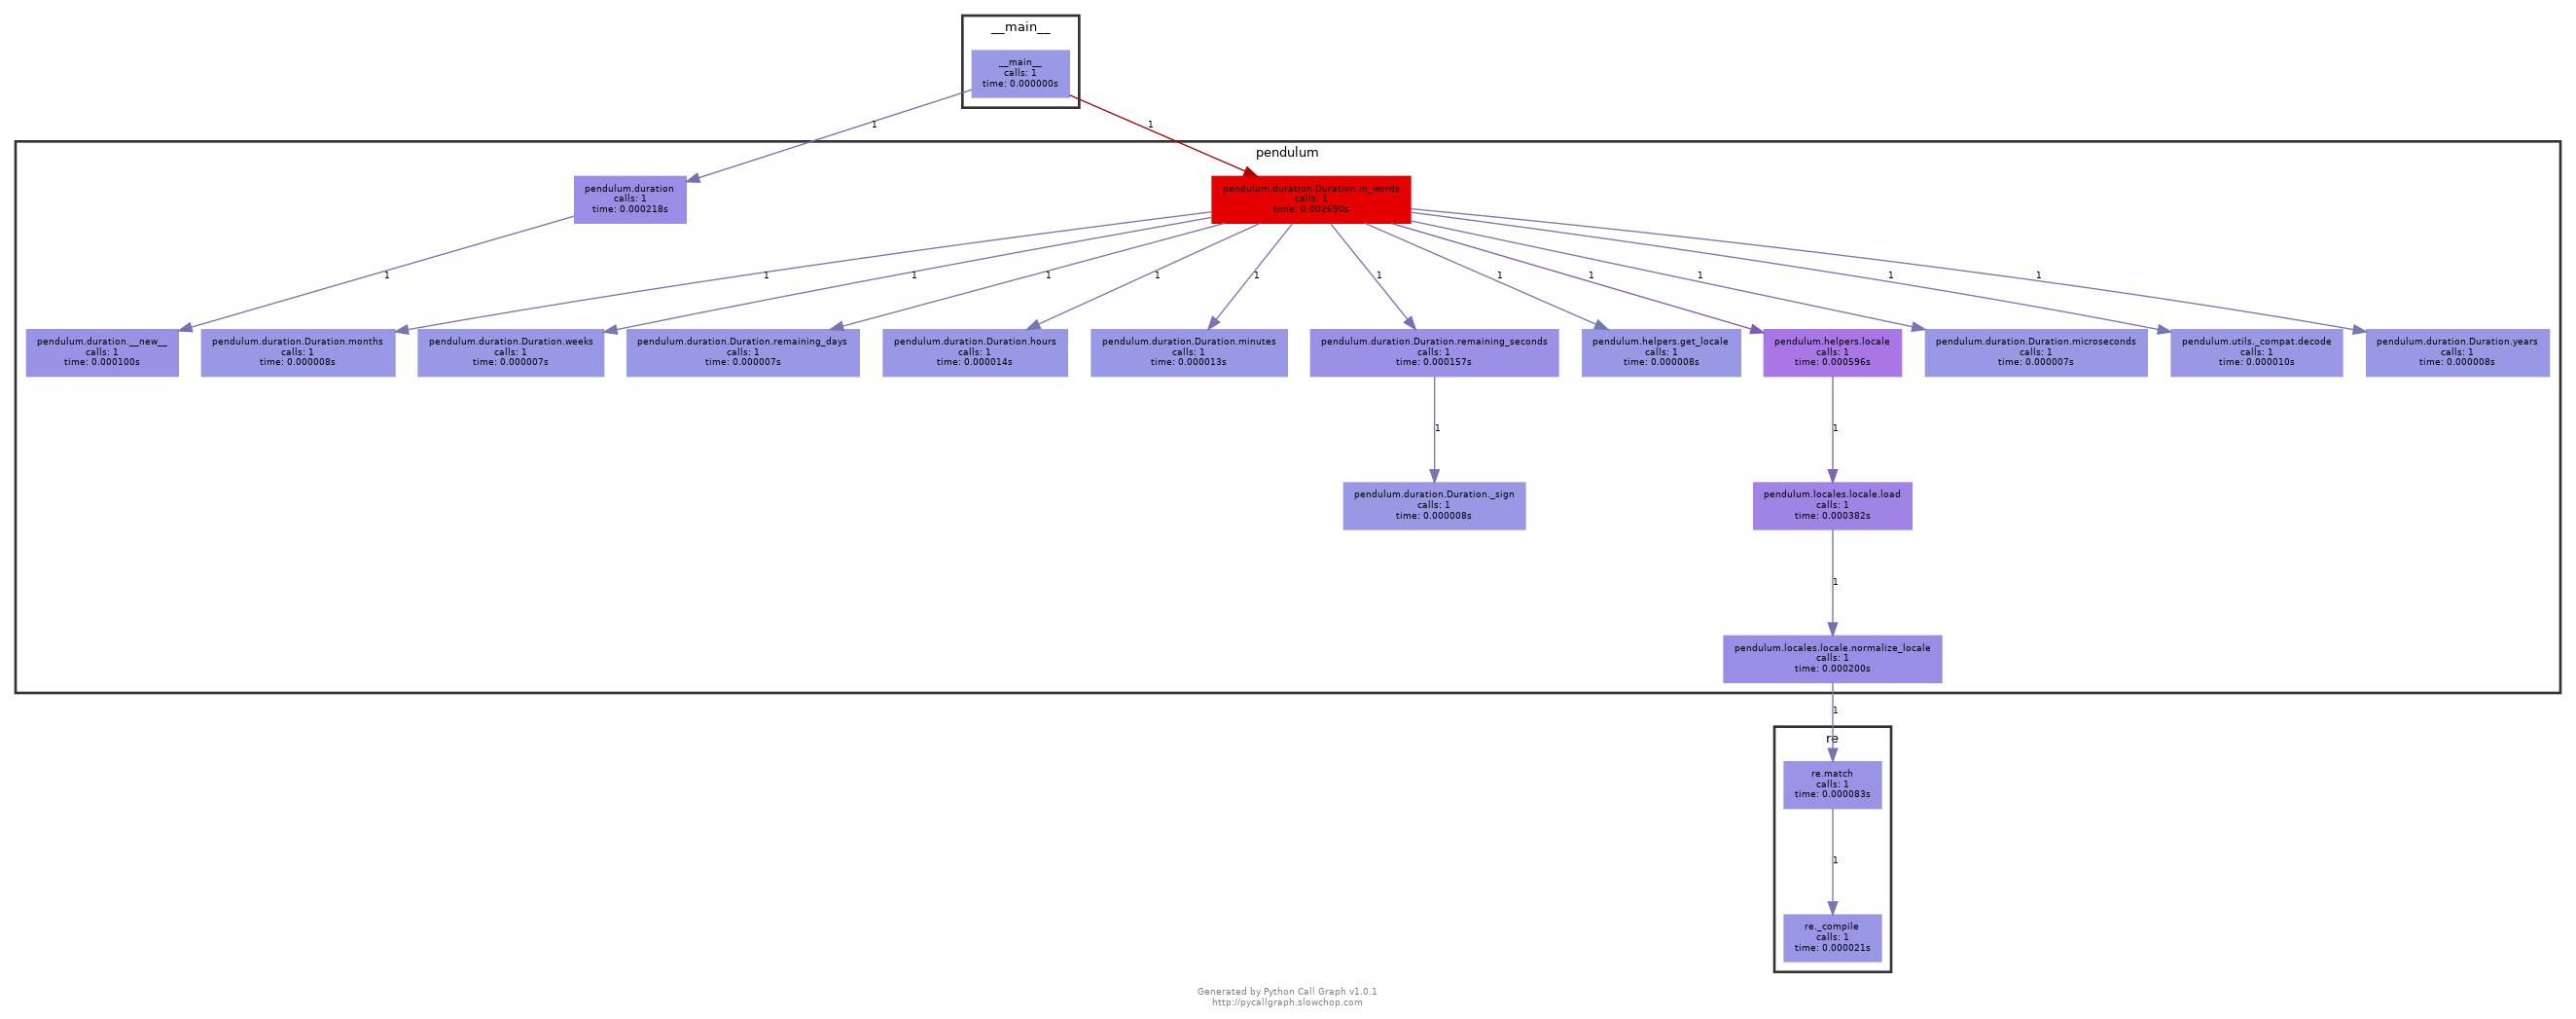 __main__
__main__
calls: 1
time: 0.000000s
1
1
pendulum
pendulum.duration
calls: 1
time: 0.000218s
pendulum.duration.Duration.in_words
calls: 1
time: 0.002690s
1
1
1
1
1
1
1
1
1
1
1
1
pendulum.duration.__new__
calls: 1
time: 0.000100s
pendulum.duration.Duration.months
calls: 1
time: 0.000008s
pendulum.duration.Duration.weeks
calls: 1
time: 0.000007s
pendulum.duration.Duration.remaining_days
calls: 1
time: 0.000007s
pendulum.duration.Duration.hours
calls: 1
time: 0.000014s
pendulum.duration.Duration.minutes
calls: 1
time: 0.000013s
pendulum.duration.Duration.remaining_seconds
calls: 1
time: 0.000157s
pendulum.helpers.get_locale
calls: 1
time: 0.000008s
pendulum.helpers.locale
calls: 1
time: 0.000596s
pendulum.duration.Duration.microseconds
calls: 1
time: 0.000007s
pendulum.utils._compat.decode
calls: 1
time: 0.000010s
pendulum.duration.Duration.years
calls: 1
time: 0.000008s
1
1
pendulum.duration.Duration._sign
calls: 1
time: 0.000008s
pendulum.locales.locale.load
calls: 1
time: 0.000382s
1
pendulum.locales.locale.normalize_locale
calls: 1
time: 0.000200s
1
re
re.match
calls: 1
time: 0.000083s
1
re._compile
calls: 1
time: 0.000021s
Generated by Python Call Graph v1.0.1
http://pycallgraph.slowchop.com